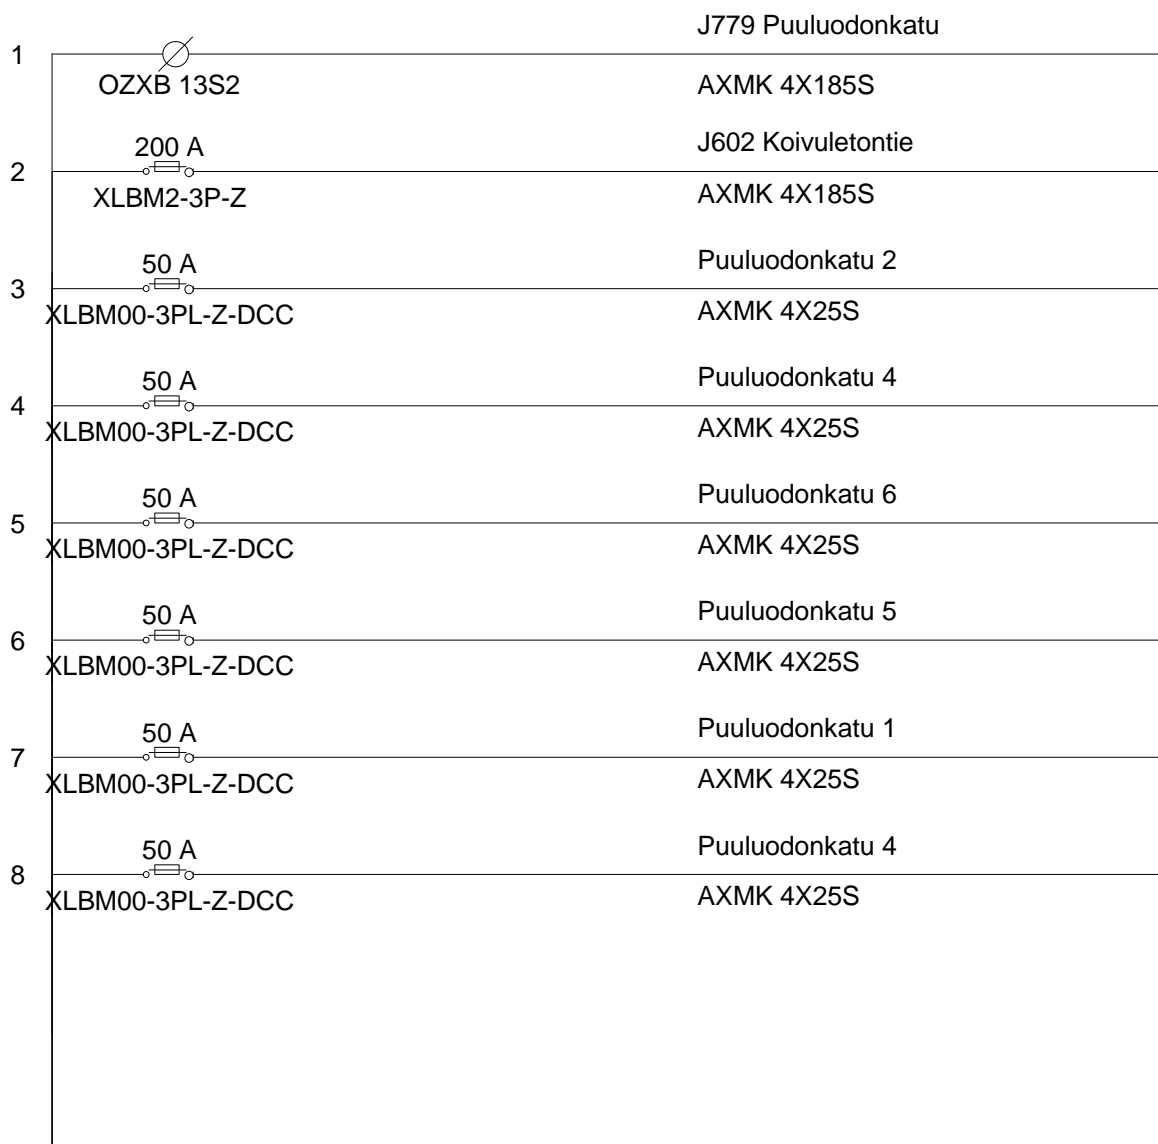 J779 Puuluodonkatu
1
OZXB 13S2
AXMK 4X185S
200 A
J602 Koivuletontie
2
XLBM2-3P-Z
AXMK 4X185S
50 A
Puuluodonkatu 2
3
XLBM00-3PL-Z-DCC
AXMK 4X25S
50 A
Puuluodonkatu 4
4
XLBM00-3PL-Z-DCC
AXMK 4X25S
50 A
Puuluodonkatu 6
5
XLBM00-3PL-Z-DCC
AXMK 4X25S
50 A
Puuluodonkatu 5
6
XLBM00-3PL-Z-DCC
AXMK 4X25S
50 A
Puuluodonkatu 1
7
XLBM00-3PL-Z-DCC
AXMK 4X25S
50 A
Puuluodonkatu 4
8
XLBM00-3PL-Z-DCC
AXMK 4X25S